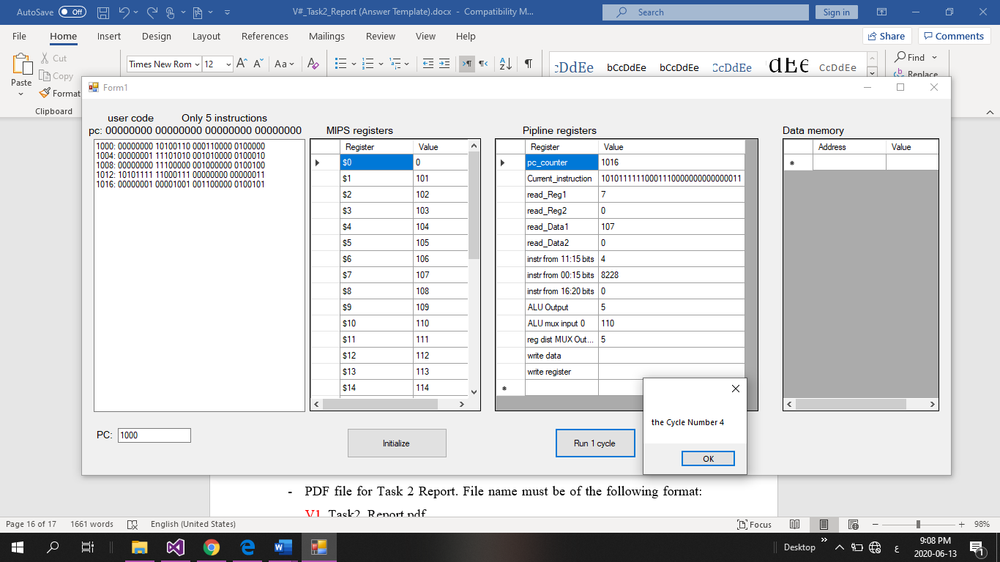 AutoSave Off V#_Task2_Report (Answer Template).docx - Compatibility M... Search Sign in
File Home Insert Design Layout References Mailings Review View Help Share Comments
Paste Cut Copy Format Clipboard
Times New Rom 12 Aa
bCcDdEe bCcDdEe CcDdEe CcDdEe
Find
Replace
Form1
user code Only 5 instructions
pc: 00000000 00000000 00000000 00000000
1000: 00000000 10100110 000110000 0100000
1004: 00000001 11101010 001010000 0100010
1008: 00000000 11100000 001000000 0100100
1012: 10101111 11000111 00000000 00000011
1016: 00000001 00001001 001100000 0100101
PC: 1000
MIPS registers
Register Value
$0 0
$1 101
$2 102
$3 103
$4 104
$5 105
$6 106
$7 107
$8 108
$9 109
$10 110
$11 111
$12 112
$13 113
$14 114
Initialize
Pipline registers
Register Value
pc_counter 1016
Current_instruction 10101111110001110000000000000011
read_Reg1 7
read_Reg2 0
read_Data1 107
read_Data2 0
instr from 11:15 bits 4
instr from 00:15 bits 8228
instr from 16:20 bits 0
ALU Output 5
ALU mux input 0 110
reg dist MUX Out... 5
write data
write register
Run 1 cycle
the Cycle Number 4
OK
Data memory
Address Value
- PDF file for Task 2 Report. File name must be of the following format:
V1_Task2_Report.pdf
Page 16 of 17 1661 words English (United States) Focus 98%
Desktop ع 9:08 PM
2020-06-13
1